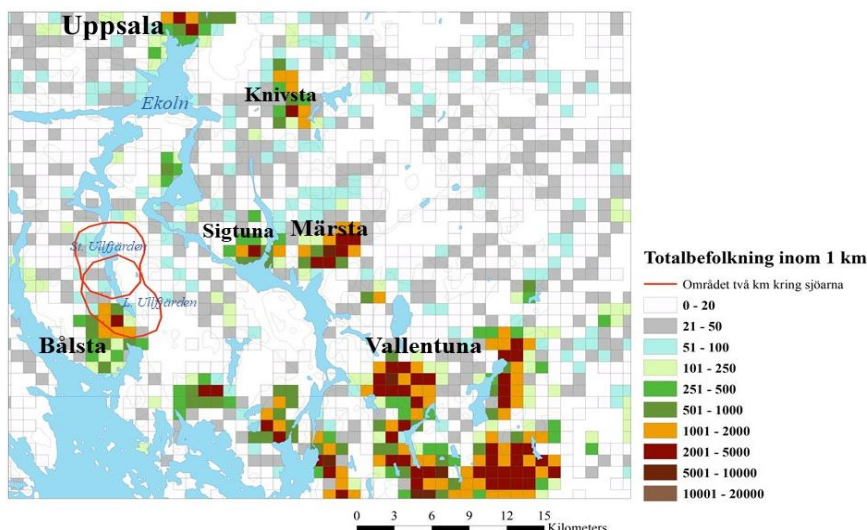 Uppsala
Ekoln
Knivsta
Sigtuna
Märsta
St. Ullfjärden
L. Ullfjärden
Bålsta
Vallentuna
Totalbefolkning inom 1 km
Området två km kring sjöarna
0 - 20
21 - 50
51 - 100
101 - 250
251 - 500
501 - 1000
1001 - 2000
2001 - 5000
5001 - 10000
10001 - 20000
0 3 6 9 12 15
Kilometers